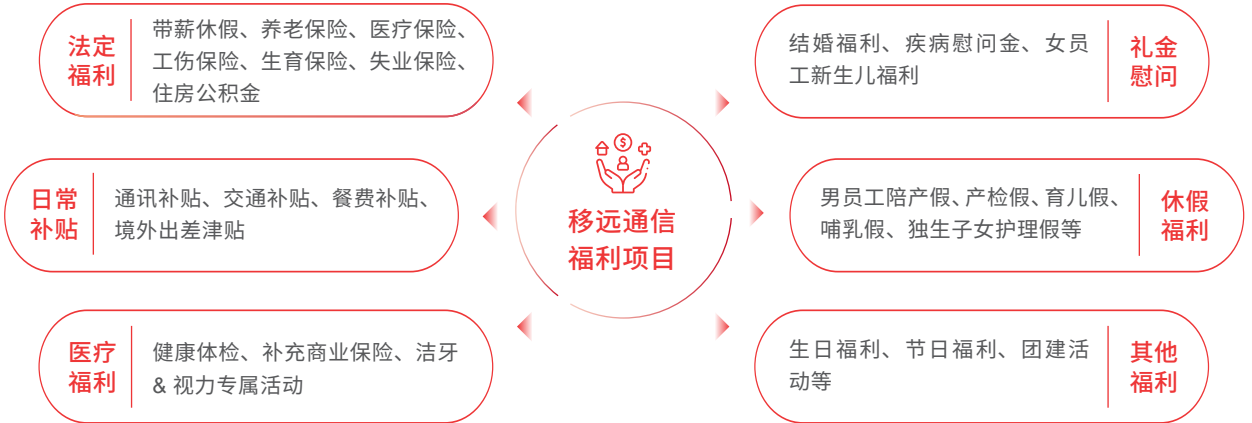 法定
福利
带薪休假、养老保险、医疗保险、
工伤保险、生育保险、失业保险、
住房公积金
日常
补贴
通讯补贴、交通补贴、餐费补贴、
境外出差津贴
医疗
福利
健康体检、补充商业保险、洁牙
& 视力专属活动
$
移远通信
福利项目
结婚福利、疾病慰问金、女员
工新生儿福利
礼金
慰问
男员工陪产假、产检假、育儿假、
哺乳假、独生子女护理假等
休假
福利
生日福利、节日福利、团建活
动等
其他
福利